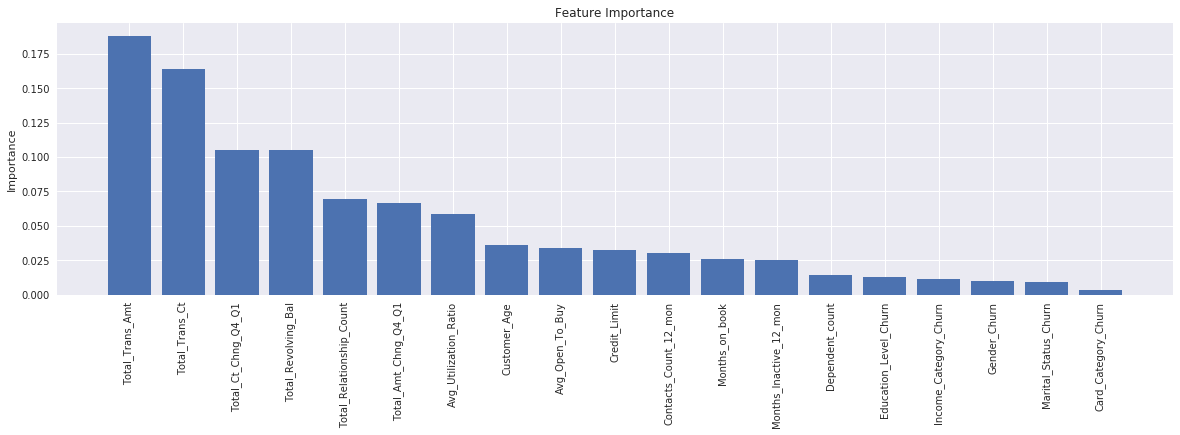 Feature Importance
Importance
0.175
0.150
0.125
0.100
0.075
0.050
0.025
0.000
Total_Trans_Amt
Total_Trans_Ct
Total_Ct_Chng_Q4_Q1
Total_Revolving_Bal
Total_Relationship_Count
Total_Amt_Chng_Q4_Q1
Avg_Utilization_Ratio
Customer_Age
Avg_Open_To_Buy
Credit_Limit
Contacts_Count_12_mon
Months_on_book
Months_Inactive_12_mon
Dependent_count
Education_Level_Churn
Income_Category_Churn
Gender_Churn
Marital_Status_Churn
Card_Category_Churn